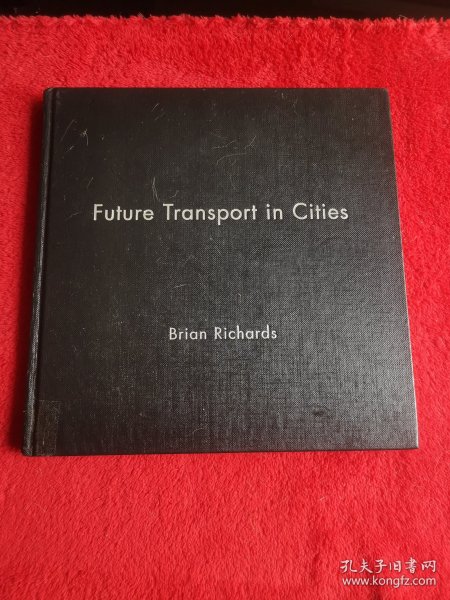 Future Transport in Cities
Brian Richards
孔夫子旧书网
www.kongfz.com